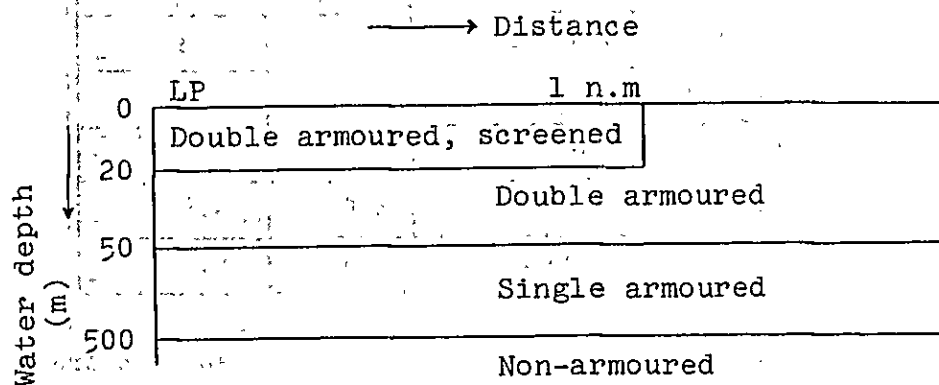 ⟶ Distance
LP 1 n.m
0
Double armoured, screened
20
Double armoured
50
Single armoured
500
Non-armoured
Water depth
(m)